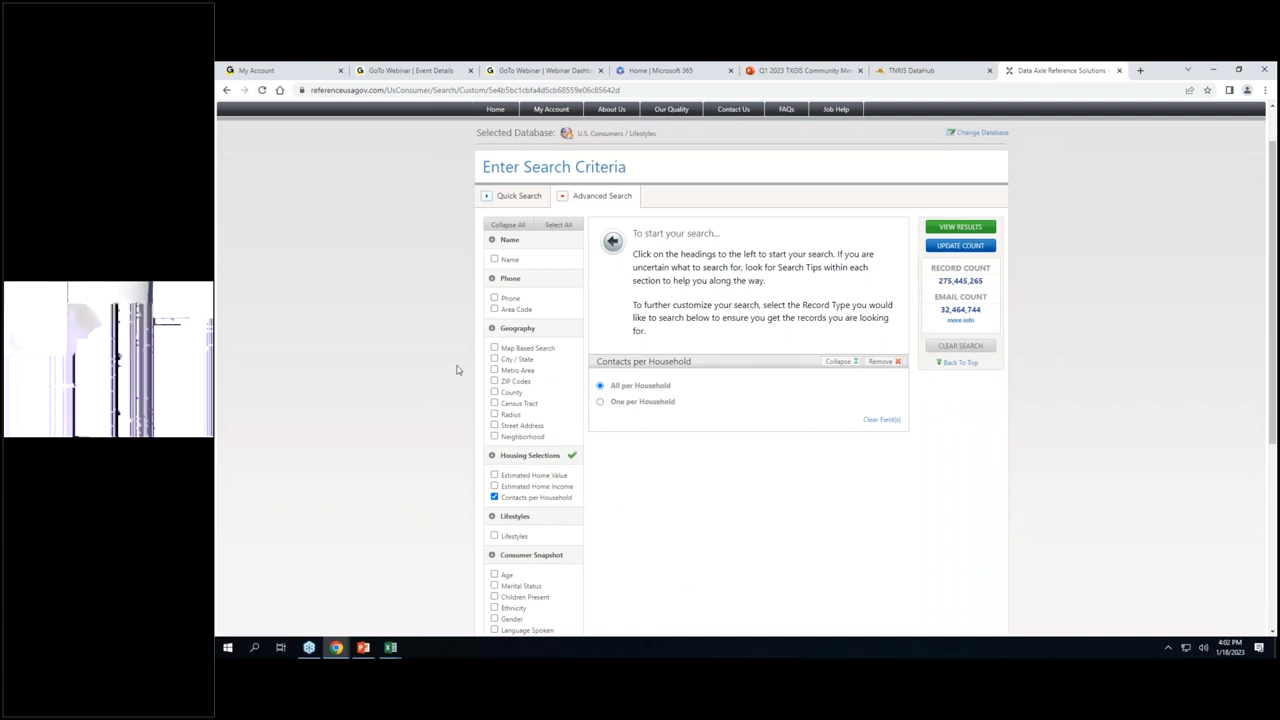 My Account
GoTo Webinar | Event Details
GoTo Webinar | Webinar Dashb
Home | Microsoft 365
Q1 2023 TXGIS Community Me
TNRIS DataHub
Data Axle Reference Solutions -
referenceusagov.com/UsConsumer/Search/Custom/5e4b5bc1cbfa4d5cb68559e06c85642d
Home
My Account
About Us
Our Quality
Contact Us
FAQs
Job Help
Selected Database: U.S. Consumers / Lifestyles
Change Database
Enter Search Criteria
Quick Search
Advanced Search
Collapse All
Select All
Name
Name
Phone
Phone
Area Code
Geography
Map Based Search
City / State
Metro Area
ZIP Codes
County
Census Tract
Radius
Street Address
Neighborhood
Housing Selections
Estimated Home Value
Estimated Home Income
Contacts per Household
Lifestyles
Lifestyles
Consumer Snapshot
Age
Marital Status
Children Present
Ethnicity
Gender
Language Spoken
To start your search...
Click on the headings to the left to start your search. If you are
uncertain what to search for, look for Search Tips within each
section to help you along the way.
To further customize your search, select the Record Type you would
like to search below to ensure you get the records you are looking
for.
Contacts per Household
Collapse
Remove
All per Household
One per Household
Clear Field(s)
VIEW RESULTS
UPDATE COUNT
RECORD COUNT
275,445,265
EMAIL COUNT
32,464,744
more info
CLEAR SEARCH
Back To Top
4:02 PM
1/18/2023